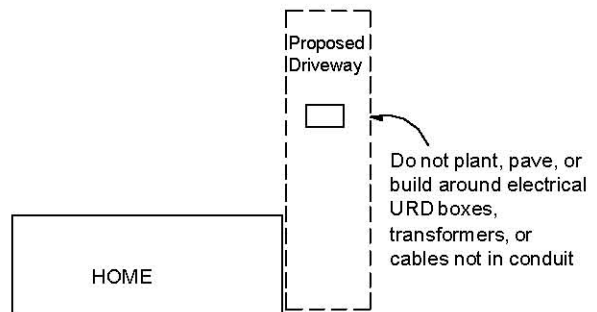 Proposed
Driveway
Do not plant, pave, or
build around electrical
URD boxes,
transformers, or
cables not in conduit
HOME